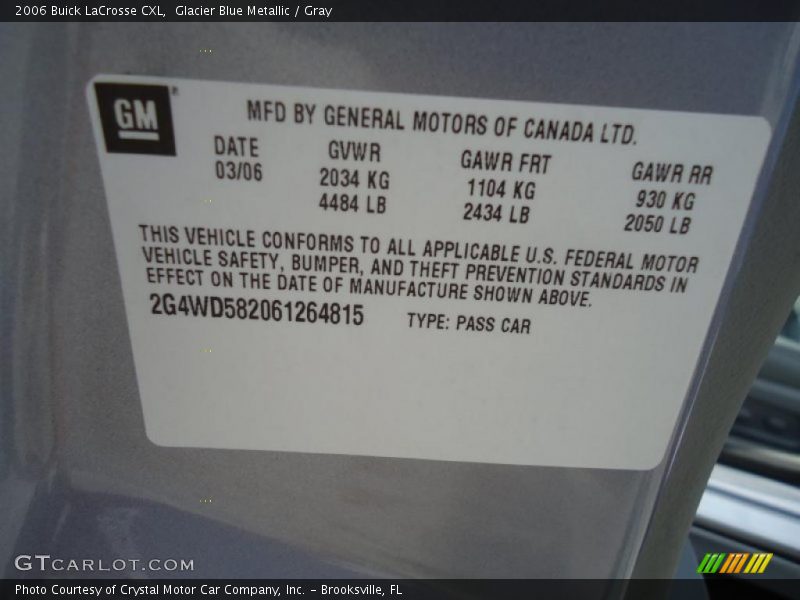 2006 Buick LaCrosse CXL,  Glacier Blue Metallic / Gray
GM®
MFD BY GENERAL MOTORS OF CANADA LTD.
DATE GVWR GAWR FRT GAWR RR
03/06 2034 KG 1104 KG 930 KG
4484 LB 2434 LB 2050 LB
THIS VEHICLE CONFORMS TO ALL APPLICABLE U.S. FEDERAL MOTOR
VEHICLE SAFETY, BUMPER, AND THEFT PREVENTION STANDARDS IN
EFFECT ON THE DATE OF MANUFACTURE SHOWN ABOVE.
2G4WD582061264815 TYPE: PASS CAR
GTCARLOT.COM
Photo Courtesy of Crystal Motor Car Company, Inc. – Brooksville, FL